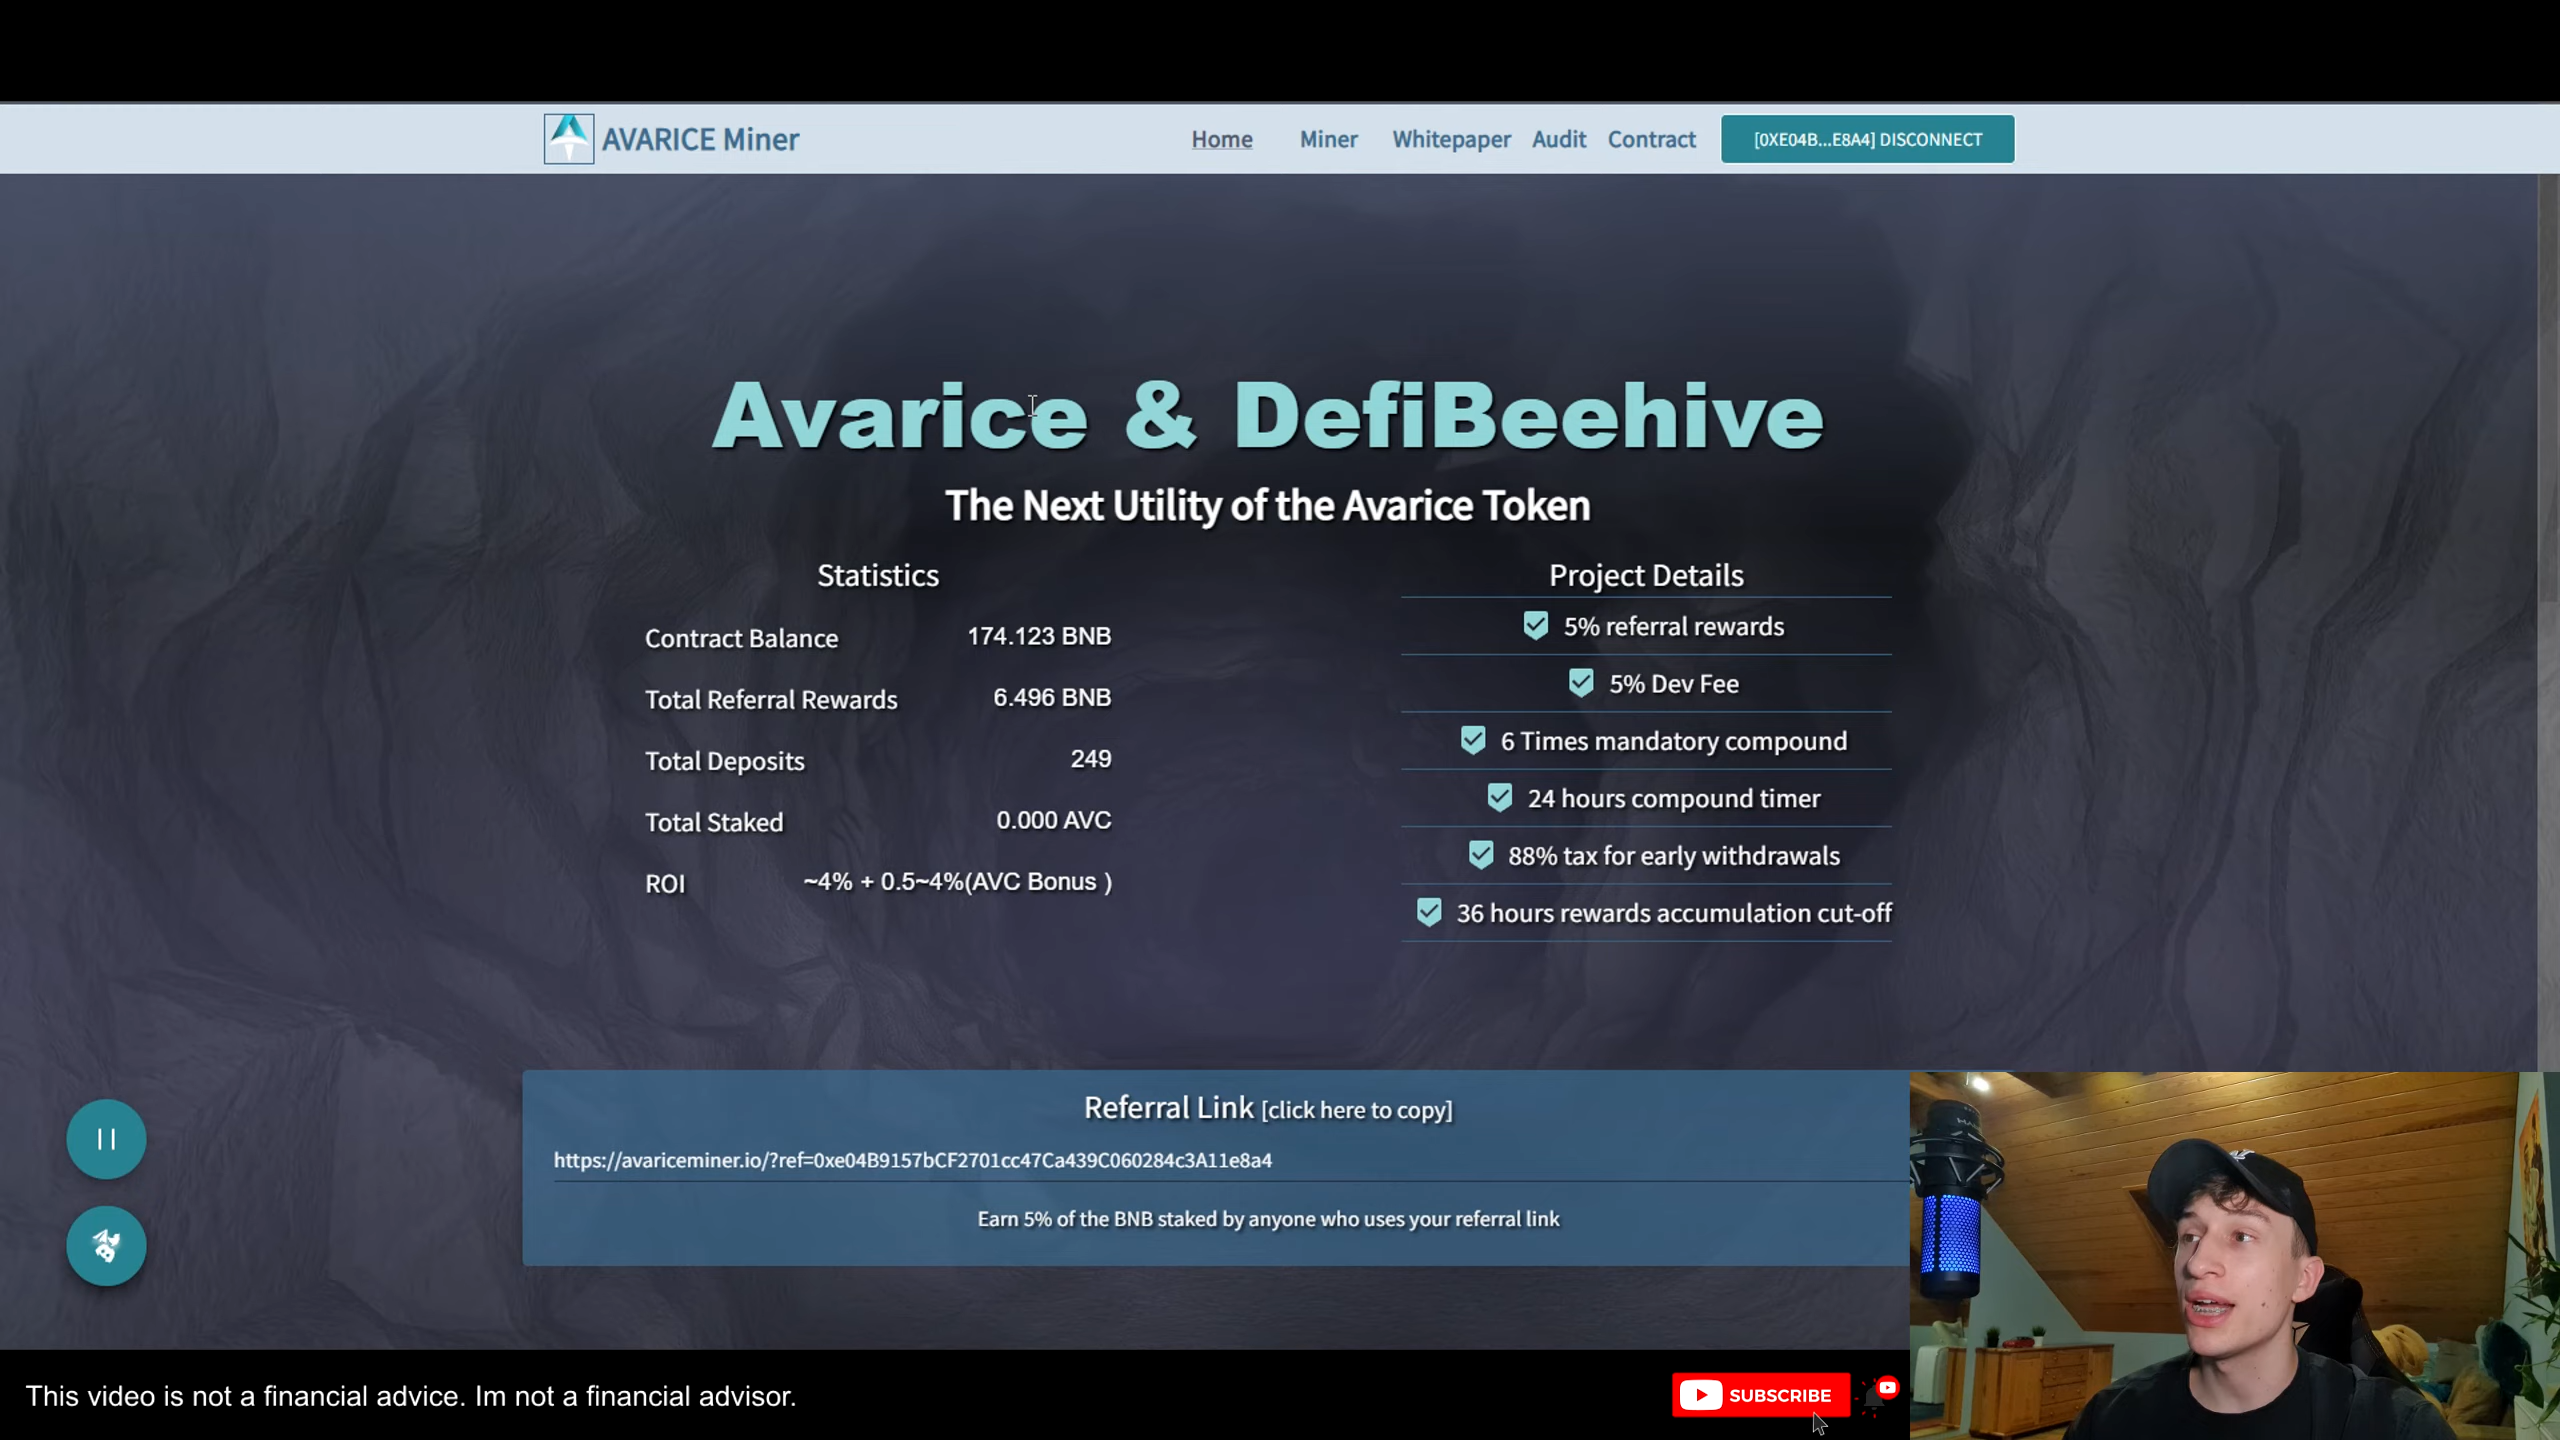 AVARICE Miner
Home Miner Whitepaper Audit Contract [0XE04B...E8A4] DISCONNECT
Avarice & DefiBeehive
The Next Utility of the Avarice Token
Statistics
Contract Balance 174.123 BNB
Total Referral Rewards 6.496 BNB
Total Deposits 249
Total Staked 0.000 AVC
ROI ~4% + 0.5~4%(AVC Bonus )
Project Details
5% referral rewards
5% Dev Fee
6 Times mandatory compound
24 hours compound timer
88% tax for early withdrawals
36 hours rewards accumulation cut-off
Referral Link [click here to copy]
https://avariceminer.io/?ref=0xe04B9157bCF2701cc47Ca439C060284c3A11e8a4
Earn 5% of the BNB staked by anyone who uses your referral link
This video is not a financial advice. Im not a financial advisor.
SUBSCRIBE